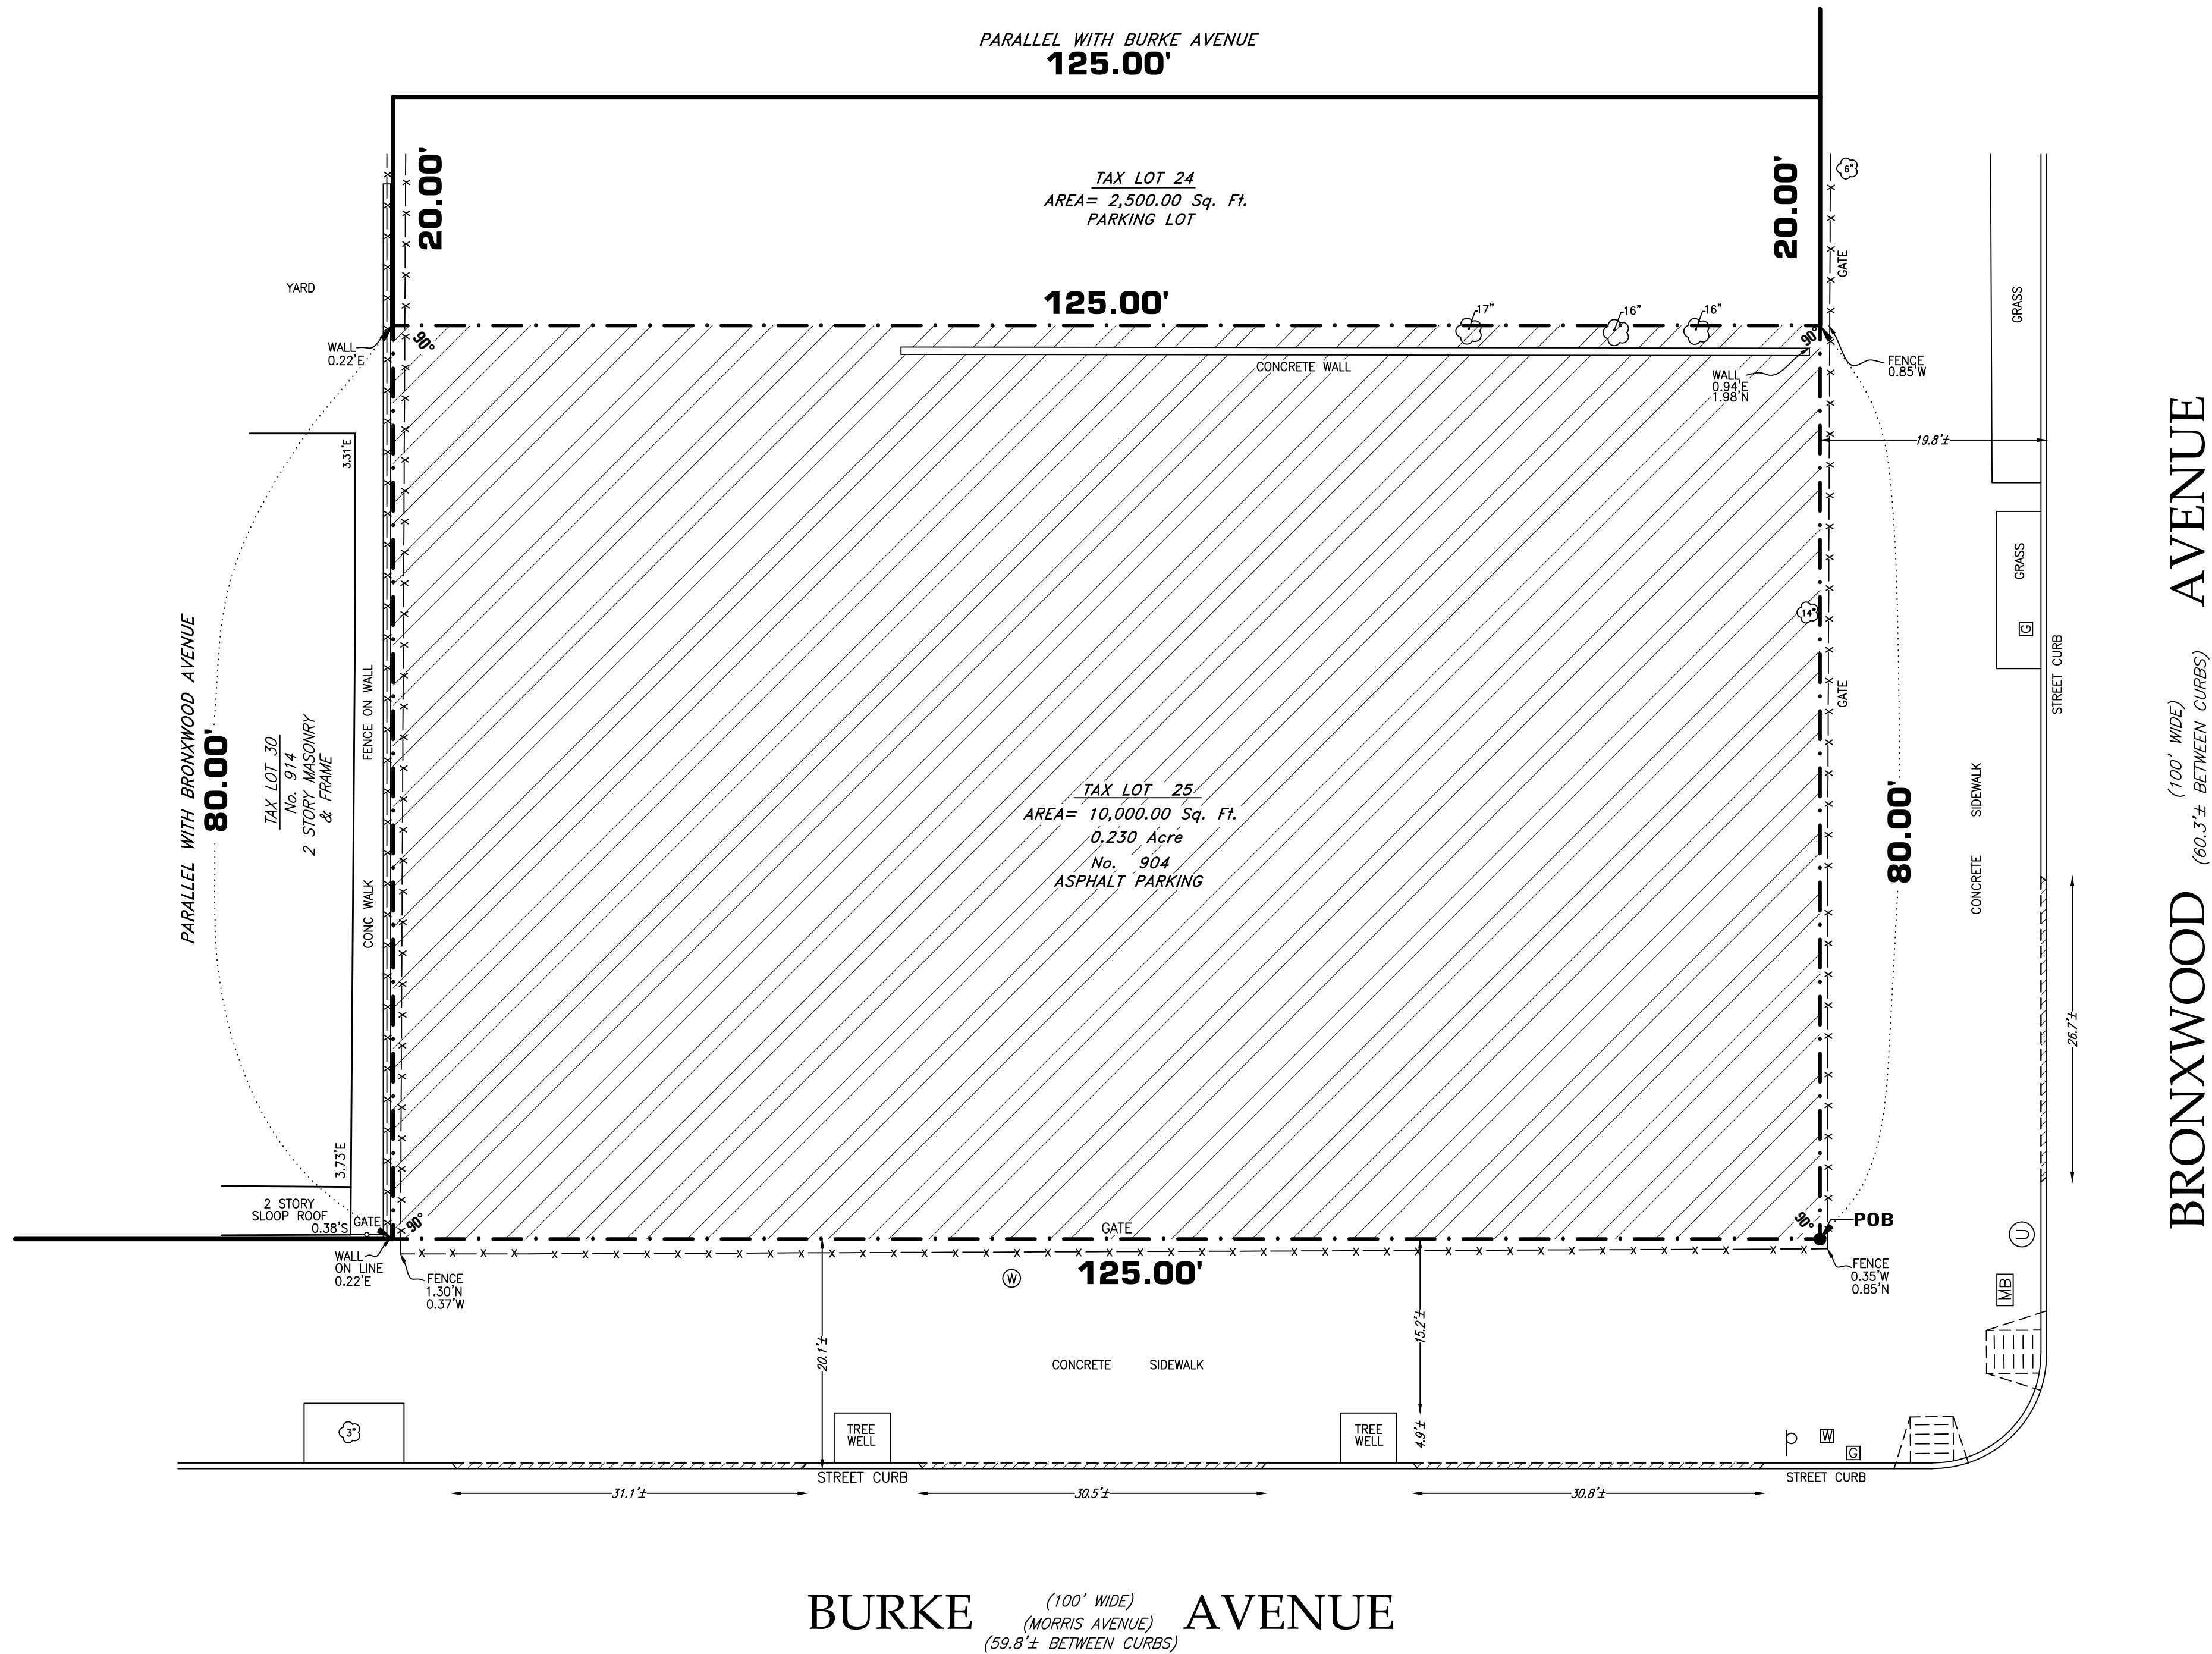 PARALLEL WITH BURKE AVENUE
125.00'
20.00'
TAX LOT 24
AREA= 2,500.00 Sq. Ft.
PARKING LOT
20.00'
6"
GATE
GRASS
YARD
125.00'
17"
16"
16"
WALL
0.22'E
90°
CONCRETE WALL
90°
WALL
0.94'E
1.98'N
FENCE
0.85'W
19.8'±
3.31'E
PARALLEL WITH BRONXWOOD AVENUE
80.00'
TAX LOT 30
No. 914
2 STORY MASONRY
& FRAME
FENCE ON WALL
CONC WALK
14"
GATE
GRASS
G
STREET CURB
TAX LOT 25
AREA= 10,000.00 Sq. Ft.
0.230 Acre
No. 904
ASPHALT PARKING
80.00'
CONCRETE SIDEWALK
26.7'±
BRONXWOOD AVENUE
(100' WIDE)
(60.3'± BETWEEN CURBS)
3.73'E
2 STORY
SLOOP ROOF
0.38'S
GATE
90°
GATE
90°
POB
U
WALL
ON LINE
0.22'E
FENCE
1.30'N
0.37'W
W
125.00'
FENCE
0.35'W
0.85'N
MB
20.1'±
15.2'±
CONCRETE SIDEWALK
3"
TREE
WELL
TREE
WELL
4.9'±
W
G
STREET CURB
STREET CURB
31.1'±
30.5'±
30.8'±
BURKE AVENUE
(100' WIDE)
(MORRIS AVENUE)
(59.8'± BETWEEN CURBS)